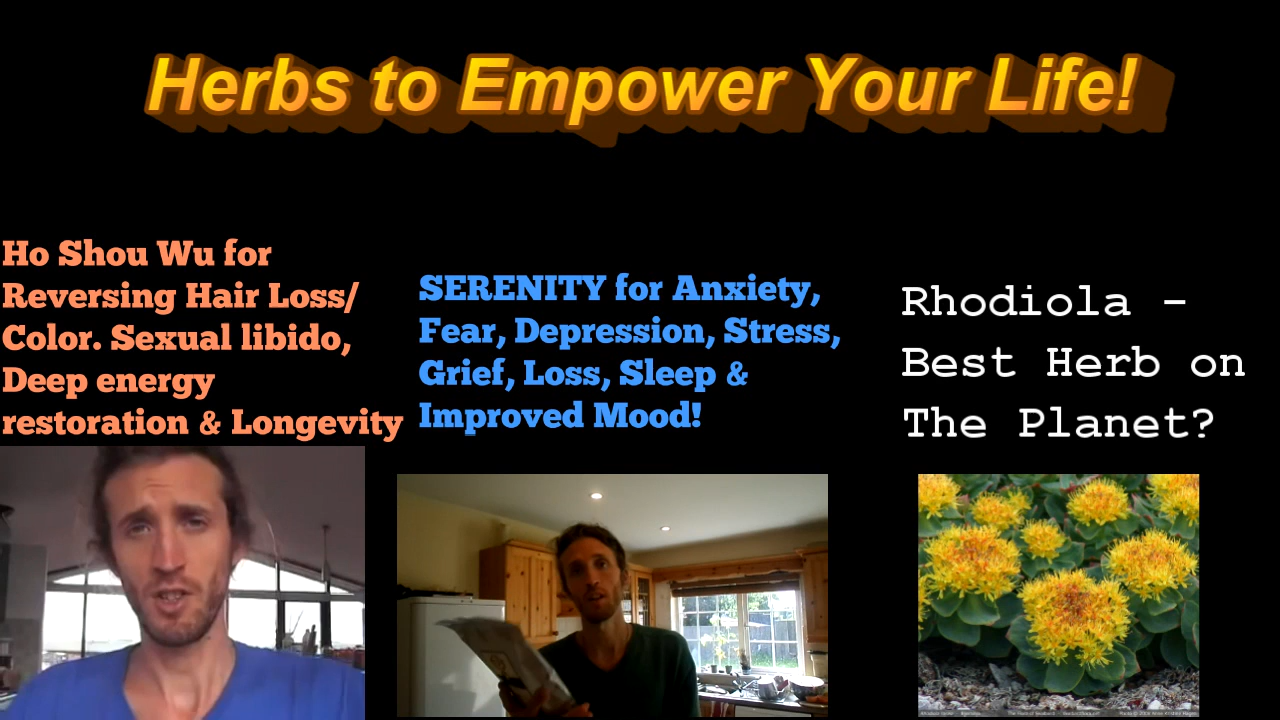 Herbs to Empower Your Life!
Ho Shou Wu for
Reversing Hair Loss/
Color. Sexual libido,
Deep energy
restoration & Longevity
SERENITY for Anxiety,
Fear, Depression, Stress,
Grief, Loss, Sleep &
Improved Mood!
Rhodiola -
Best Herb on
The Planet?